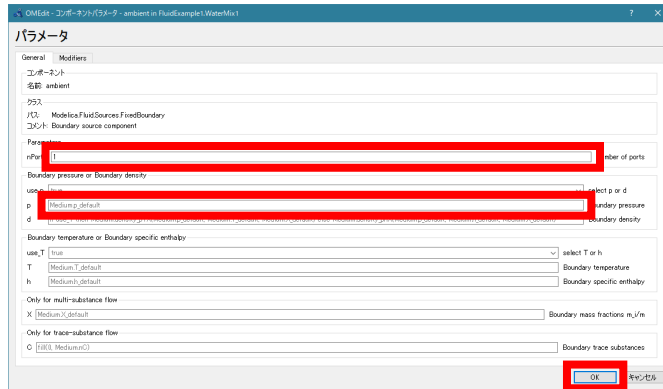 OMEdit - コンポーネントパラメータ - ambient in FluidExample1.WaterMix1
? ×
パラメータ
General Modifiers
コンポーネント
名前: ambient
クラス
パス: Modelica.Fluid.Sources.FixedBoundary
コメント: Boundary source component
Parameters
nPor 1 mber of ports
Boundary pressure or Boundary density
use_p true select p or d
p Medium.p_default oundary pressure
d Boundary density
Boundary temperature or Boundary specific enthalpy
use_T true select T or h
T Medium.T_default Boundary temperature
h Medium.h_default Boundary specific enthalpy
Only for multi-substance flow
X Medium.X_default Boundary mass fractions m_i/m
Only for trace-substance flow
C fill(0, Medium.nC) Boundary trace substances
OK キャンセル